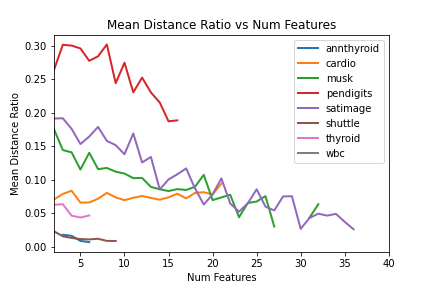 Mean Distance Ratio vs Num Features
Mean Distance Ratio
0.30
0.25
0.20
0.15
0.10
0.05
0.00
annthyroid
cardio
musk
pendigits
satimage
shuttle
thyroid
wbc
5 10 15 20 25 30 35 40
Num Features